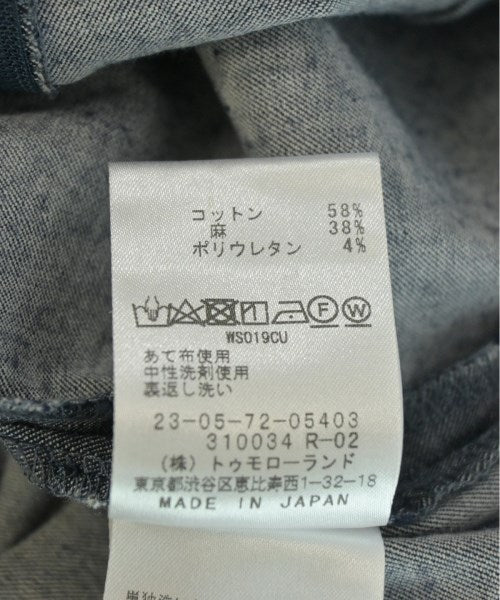 コットン 58%
麻 38%
ポリウレタン 4%
F W
WS019CU
あて布使用
中性洗剤使用
裏返し洗い
23-05-72-05403
310034 R-02
(株) トゥモローランド
東京都渋谷区恵比寿西1-32-18
MADE IN JAPAN